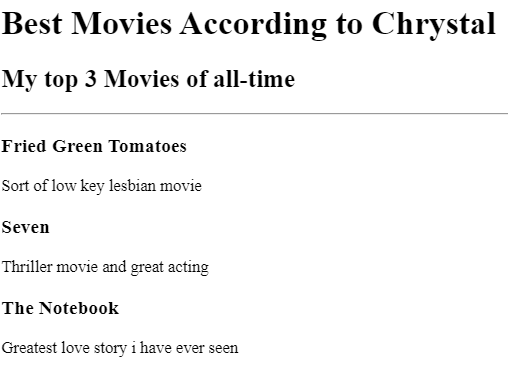 Best Movies According to Chrystal
My top 3 Movies of all-time
Fried Green Tomatoes
Sort of low key lesbian movie
Seven
Thriller movie and great acting
The Notebook
Greatest love story i have ever seen